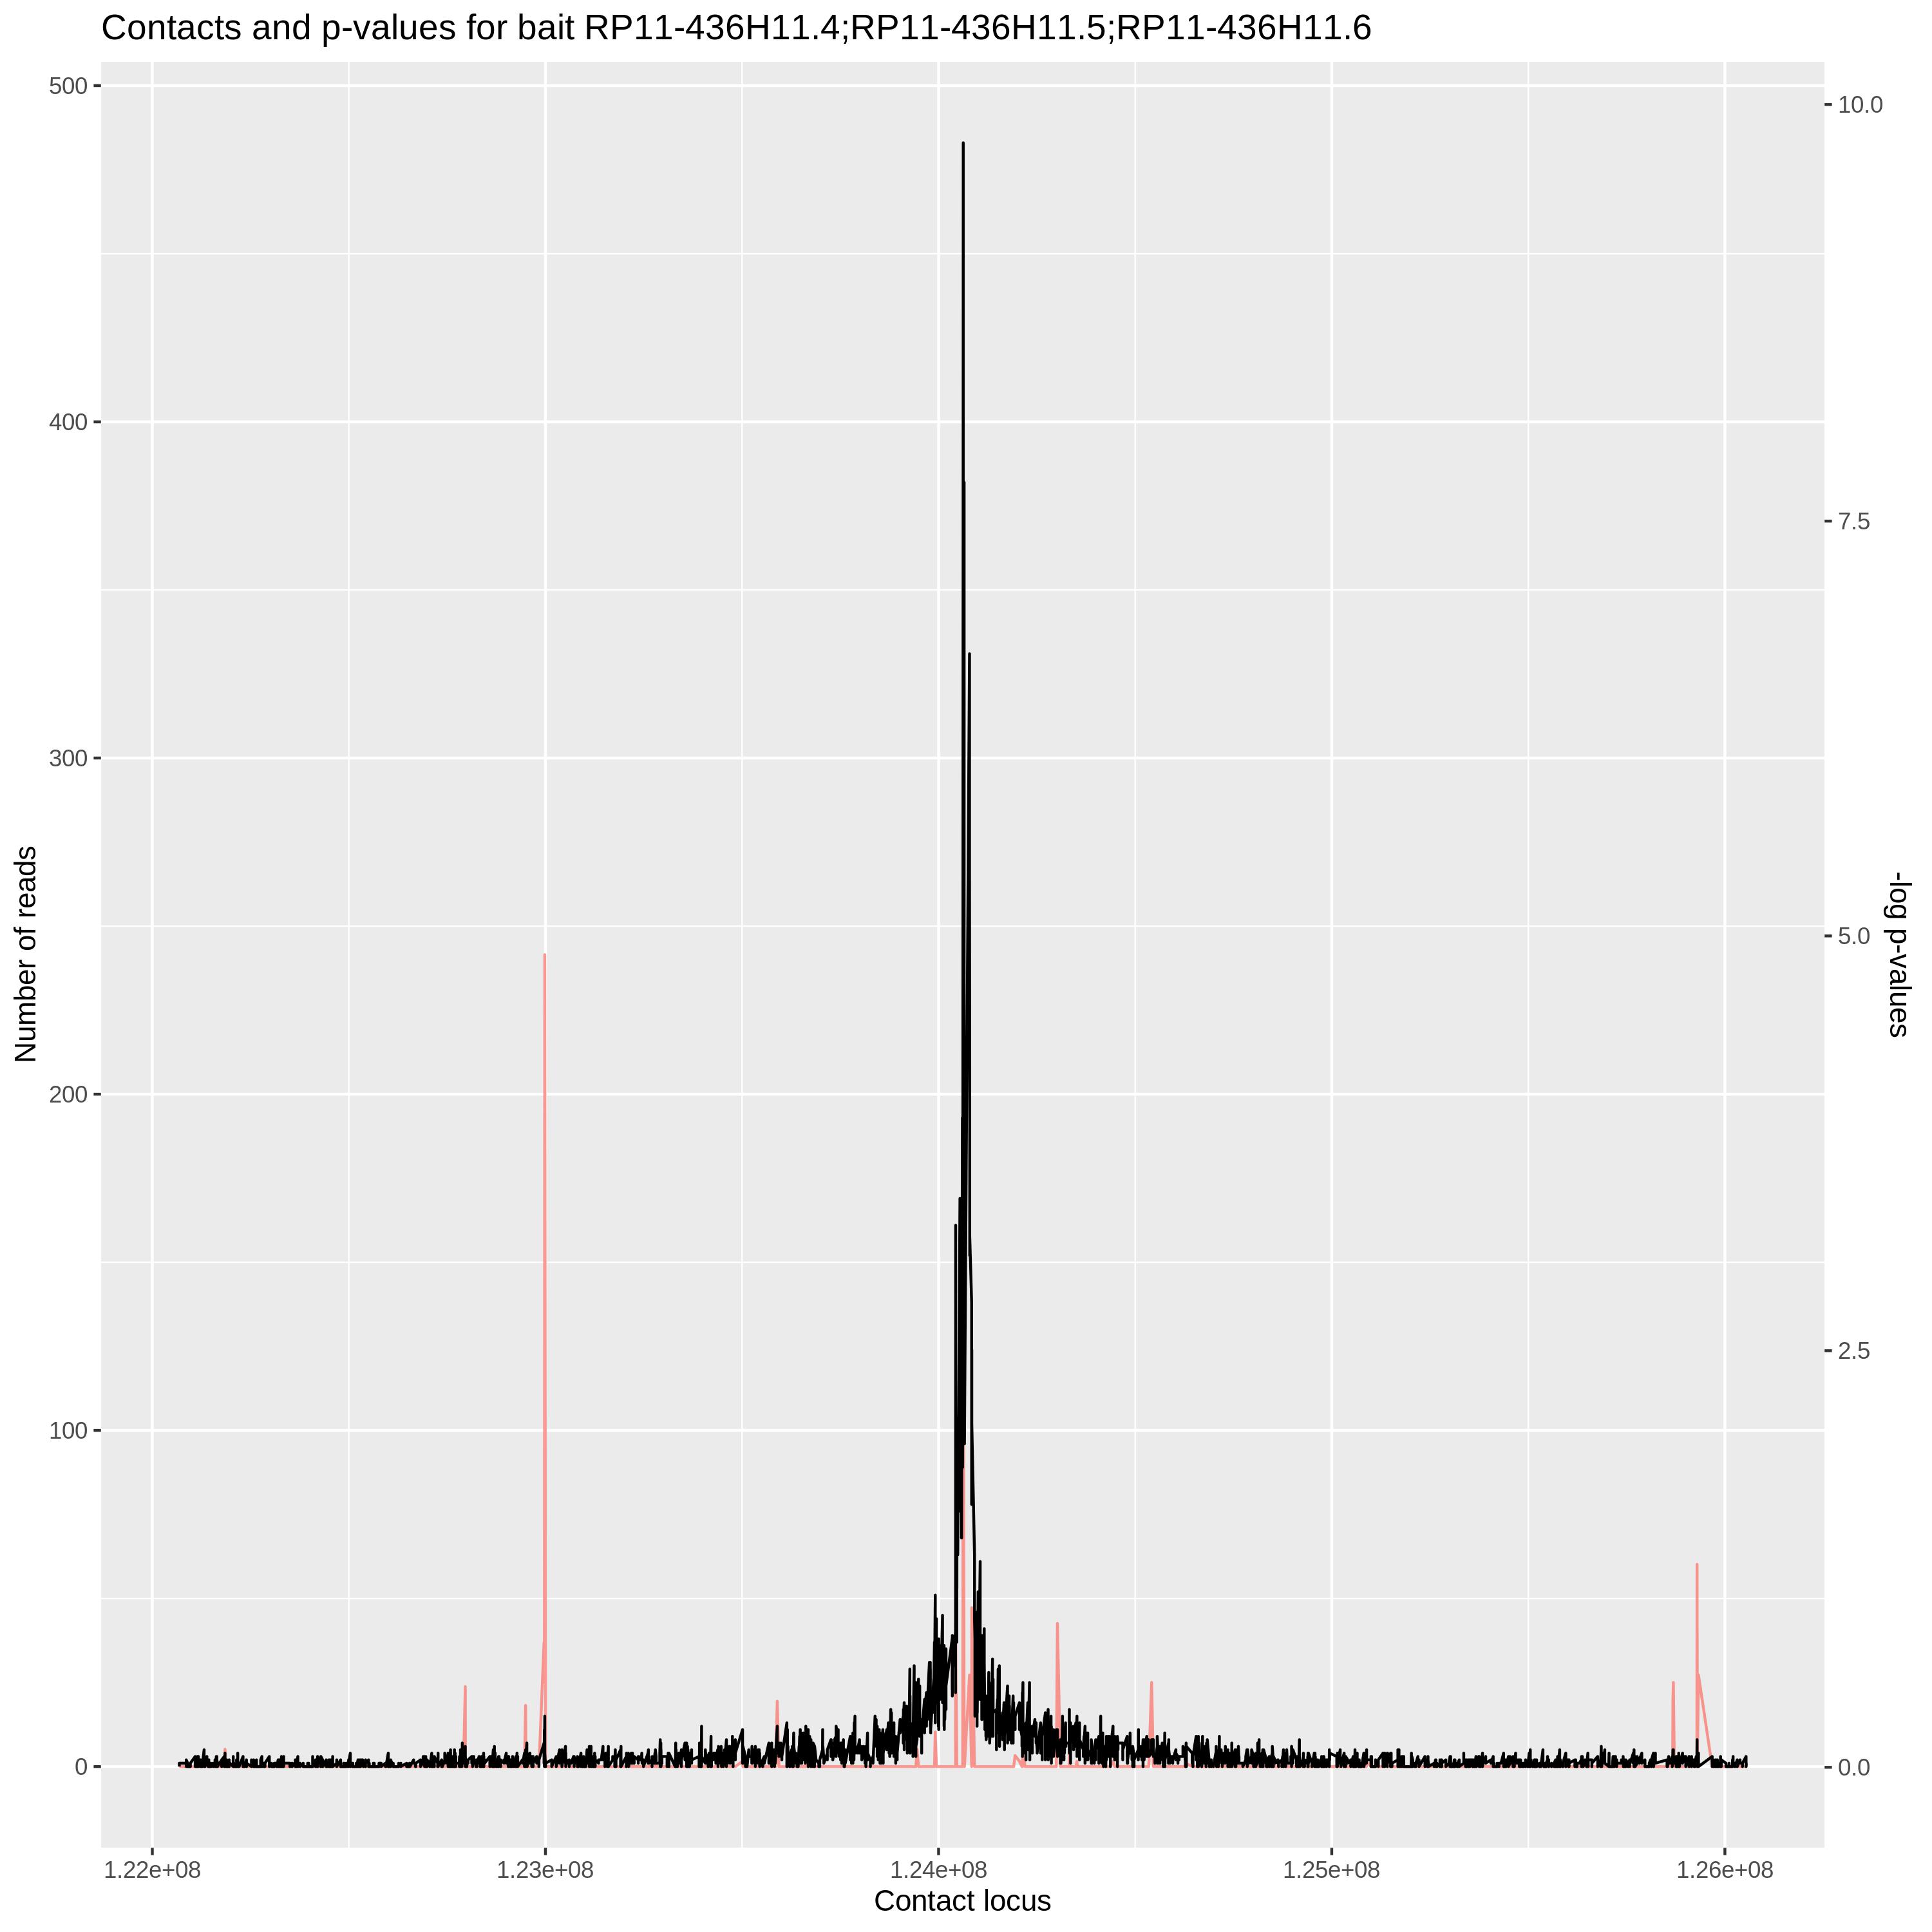 Contacts and p-values for bait RP11-436H11.4;RP11-436H11.5;RP11-436H11.6
500
400
300
200
100
0
Number of reads
10.0
7.5
5.0
2.5
0.0
-log p-values
1.22e+08
1.23e+08
1.24e+08
1.25e+08
1.26e+08
Contact locus